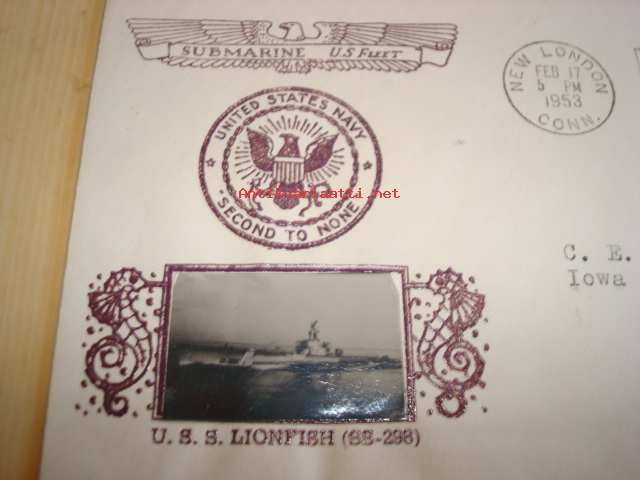 SUBMARINE U.S FLEET
NEW LONDON
FEB 17
5 PM
1953
CONN.
UNITED STATES NAVY
Antikvariaatti.net
SECOND TO NONE
C. E.
Iowa
U. S. S. LIONFISH (SS-298)